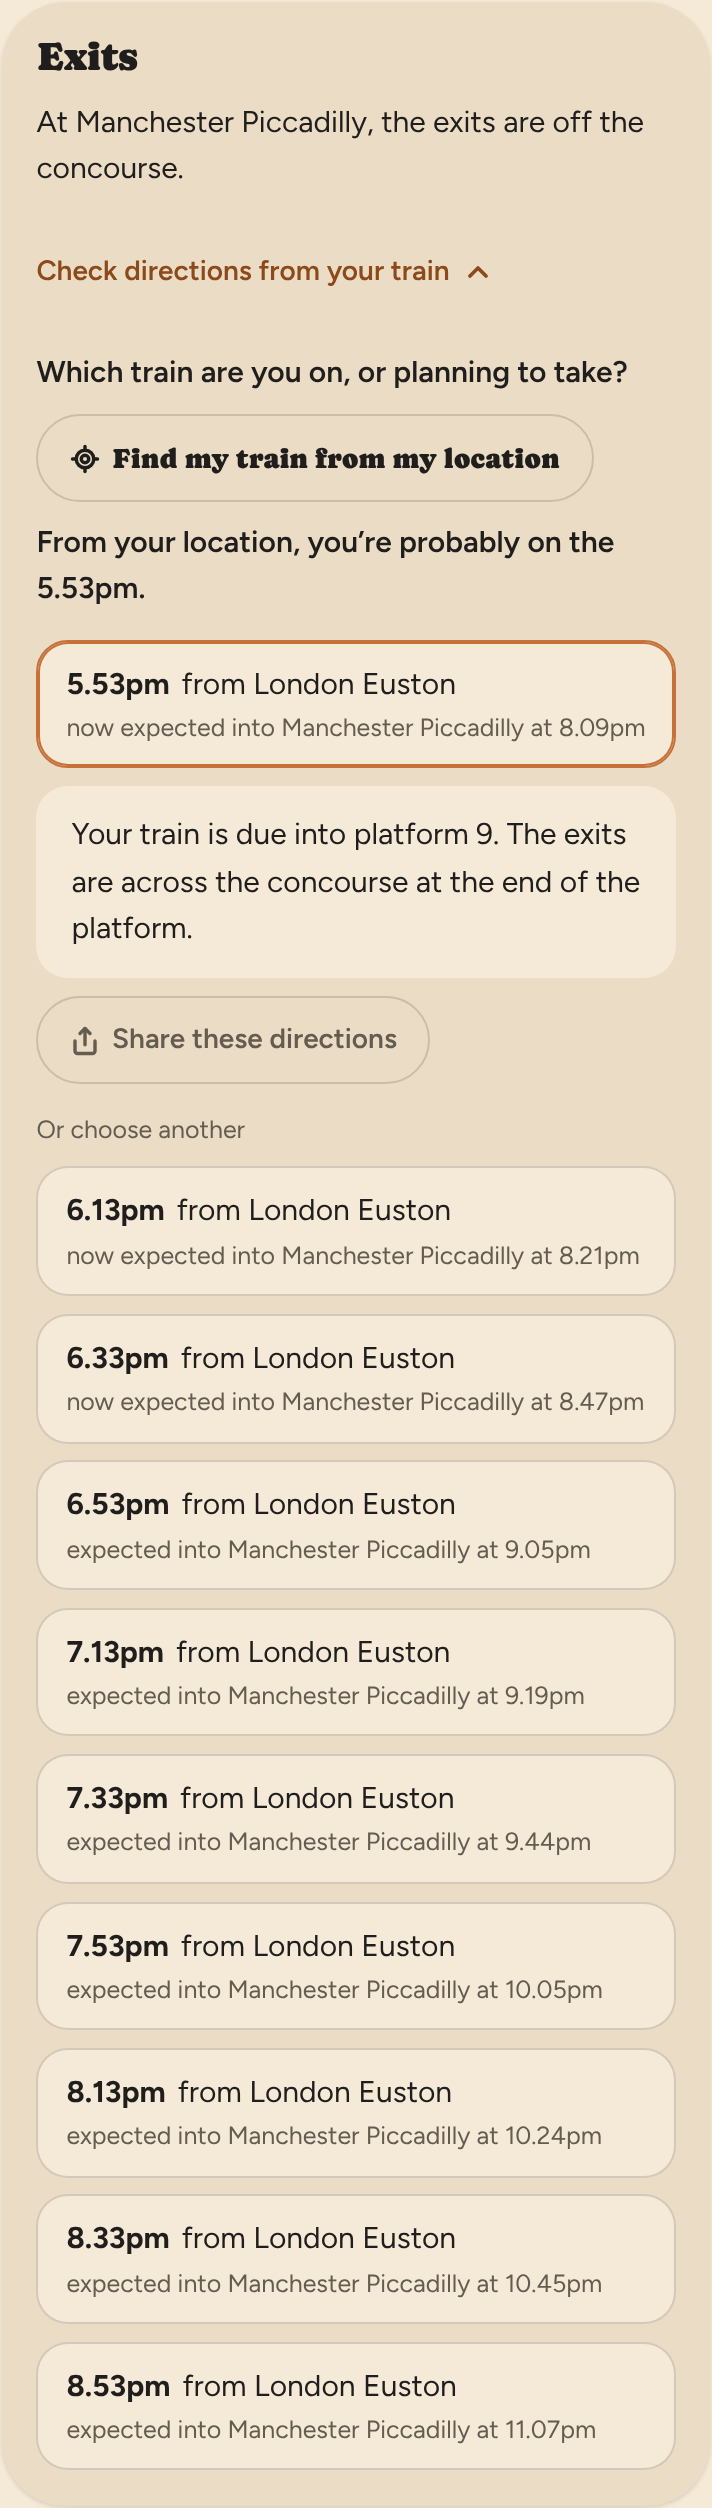 Exits
At Manchester Piccadilly, the exits are off the
concourse.
Check directions from your train
Which train are you on, or planning to take?
Find my train from my location
From your location, you’re probably on the
5.53pm.
5.53pm from London Euston
now expected into Manchester Piccadilly at 8.09pm
Your train is due into platform 9. The exits
are across the concourse at the end of the
platform.
Share these directions
Or choose another
6.13pm from London Euston
now expected into Manchester Piccadilly at 8.21pm
6.33pm from London Euston
now expected into Manchester Piccadilly at 8.47pm
6.53pm from London Euston
expected into Manchester Piccadilly at 9.05pm
7.13pm from London Euston
expected into Manchester Piccadilly at 9.19pm
7.33pm from London Euston
expected into Manchester Piccadilly at 9.44pm
7.53pm from London Euston
expected into Manchester Piccadilly at 10.05pm
8.13pm from London Euston
expected into Manchester Piccadilly at 10.24pm
8.33pm from London Euston
expected into Manchester Piccadilly at 10.45pm
8.53pm from London Euston
expected into Manchester Piccadilly at 11.07pm